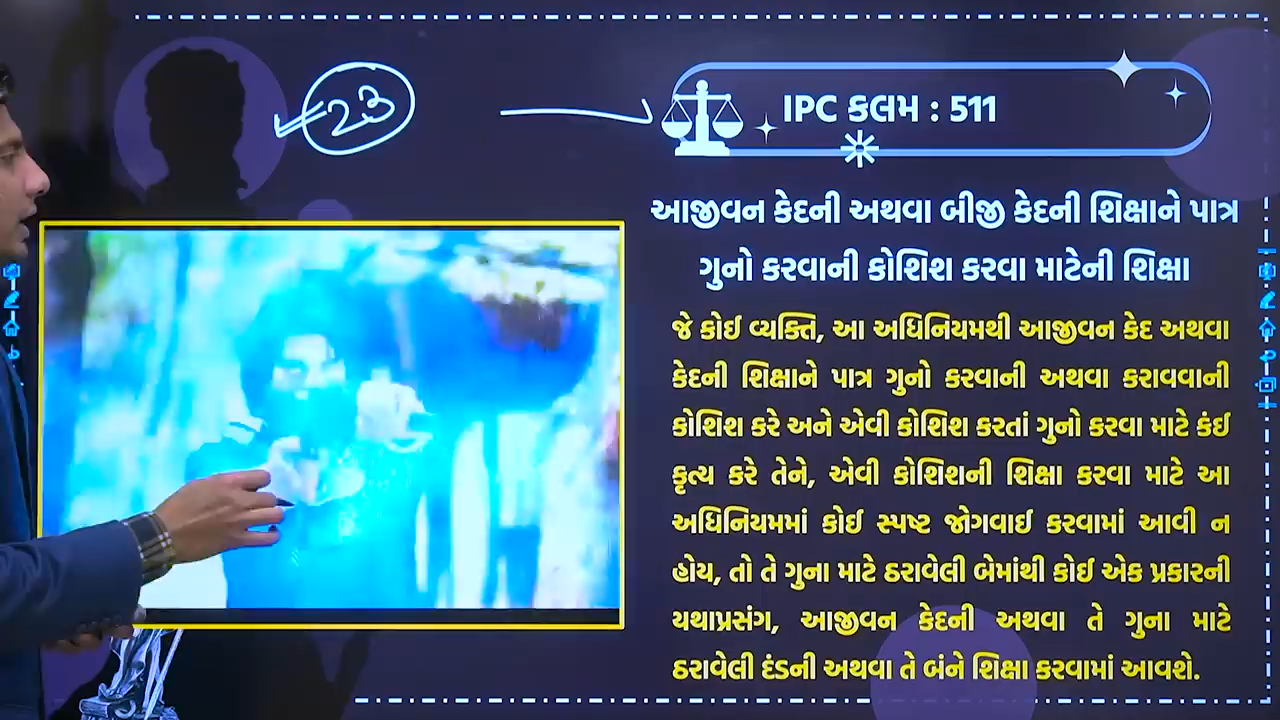 23
IPC કલમ : 511
આજીવન કેદની અથવા બીજી કેદની શિક્ષાને પાત્ર
ગુનો કરવાની કોશિશ કરવા માટેની શિક્ષા
જે કોઈ વ્યક્તિ, આ અધિનિયમથી આજીવન કેદ અથવા
કેદની શિક્ષાને પાત્ર ગુનો કરવાની અથવા કરાવવાની
કોશિશ કરે અને એવી કોશિશ કરતાં ગુનો કરવા માટે કંઈ
કૃત્ય કરે તેને, એવી કોશિશની શિક્ષા કરવા માટે આ
અધિનિયમમાં કોઈ સ્પષ્ટ જોગવાઈ કરવામાં આવી ન
હોય, તો તે ગુના માટે ઠરાવેલી બેમાંથી કોઈ એક પ્રકારની
યથાપ્રસંગ, આજીવન કેદની અથવા તે ગુના માટે
ઠરાવેલી દંડની અથવા તે બંને શિક્ષા કરવામાં આવશે.